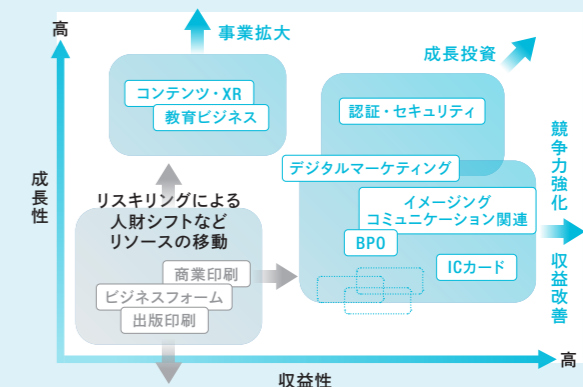 高
事業拡大
成長投資
コンテンツ・XR
教育ビジネス
認証・セキュリティ
競争力強化
デジタルマーケティング
成長性
リスキリングによる
人財シフトなど
リソースの移動
イメージング
コミュニケーション関連
BPO
ICカード
収益改善
商業印刷
ビジネスフォーム
出版印刷
高
収益性